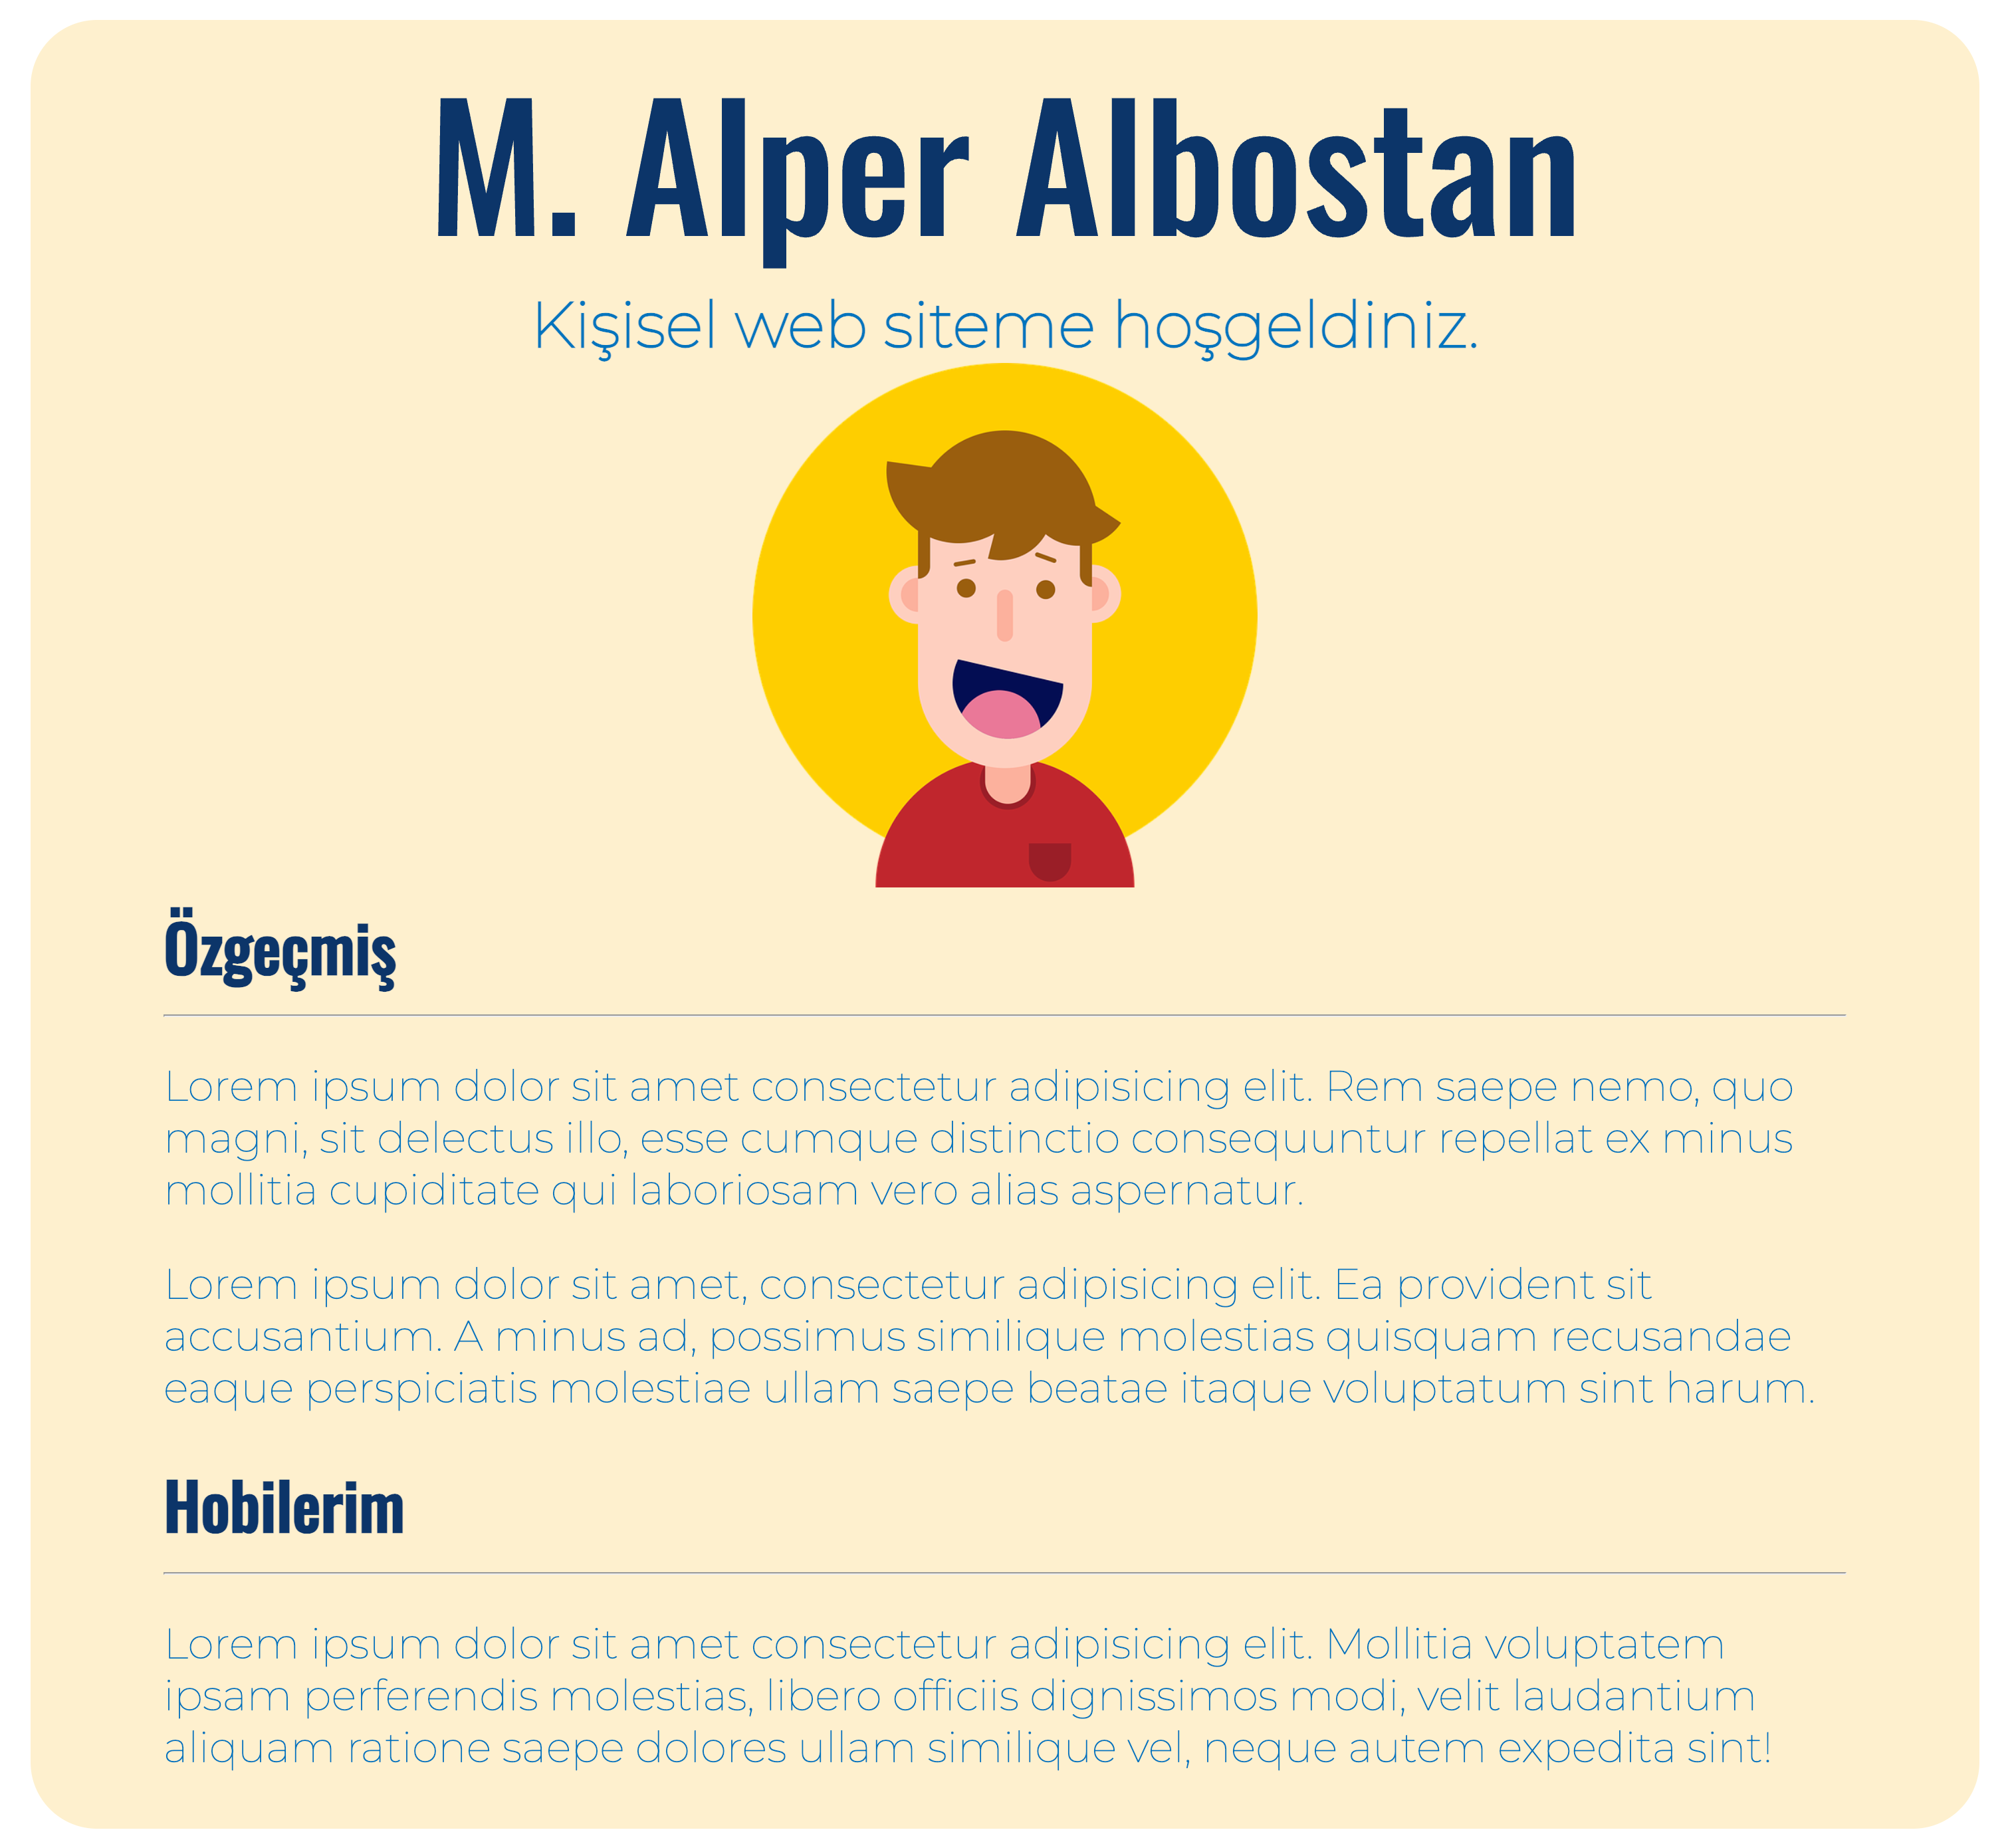 M. Alper Albostan
Kişisel web siteme hoşgeldiniz.
Özgeçmiş
Lorem ipsum dolor sit amet consectetur adipisicing elit. Rem saepe nemo, quo
magni, sit delectus illo, esse cumque distinctio consequuntur repellat ex minus
mollitia cupiditate qui laboriosam vero alias aspernatur.
Lorem ipsum dolor sit amet, consectetur adipisicing elit. Ea provident sit
accusantium. A minus ad, possimus similique molestias quisquam recusandae
eaque perspiciatis molestiae ullam saepe beatae itaque voluptatum sint harum.
Hobilerim
Lorem ipsum dolor sit amet consectetur adipisicing elit. Mollitia voluptatem
ipsam perferendis molestias, libero officiis dignissimos modi, velit laudantium
aliquam ratione saepe dolores ullam similique vel, neque autem expedita sint!